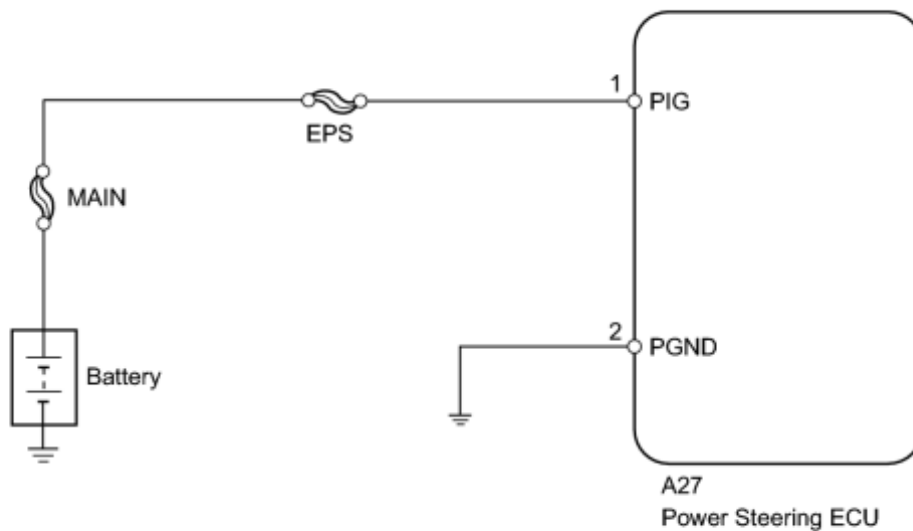 1
PIG
EPS
MAIN
2
PGND
Battery
A27
Power Steering ECU